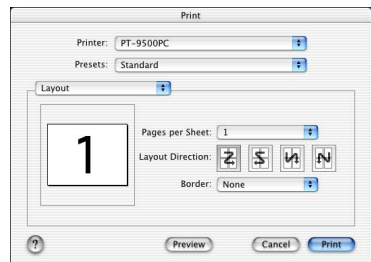 Print
Printer: PT-9500PC
Presets: Standard
Layout
1
Pages per Sheet: 1
Layout Direction:
Border: None
? Preview Cancel Print